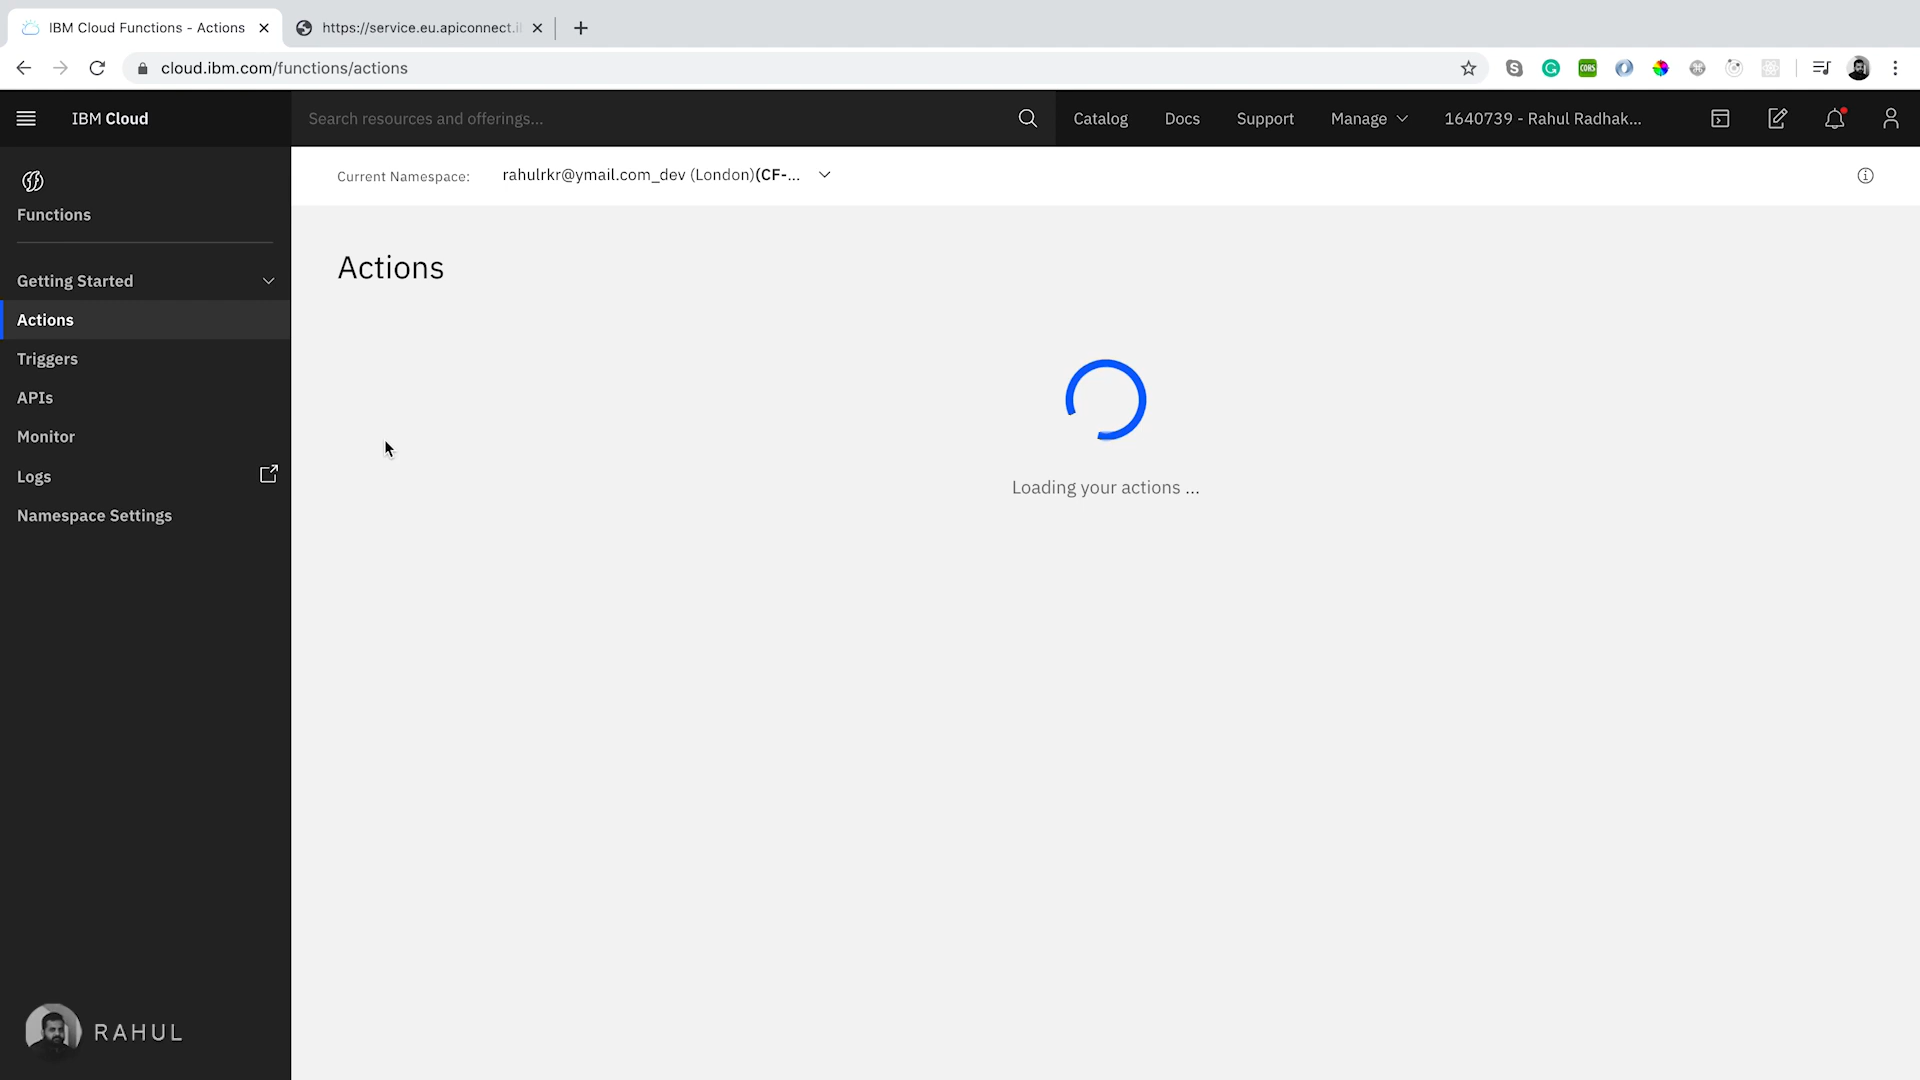 IBM Cloud Functions - Actions
https://service.eu.apiconnect.i
cloud.ibm.com/functions/actions
CORS
IBM Cloud
Search resources and offerings...
Catalog
Docs
Support
Manage
1640739 - Rahul Radhak...
Functions
Getting Started
Actions
Triggers
APIs
Monitor
Logs
Namespace Settings
Current Namespace:
rahulrkr@ymail.com_dev (London)(CF-...
Actions
Loading your actions ...
RAHUL